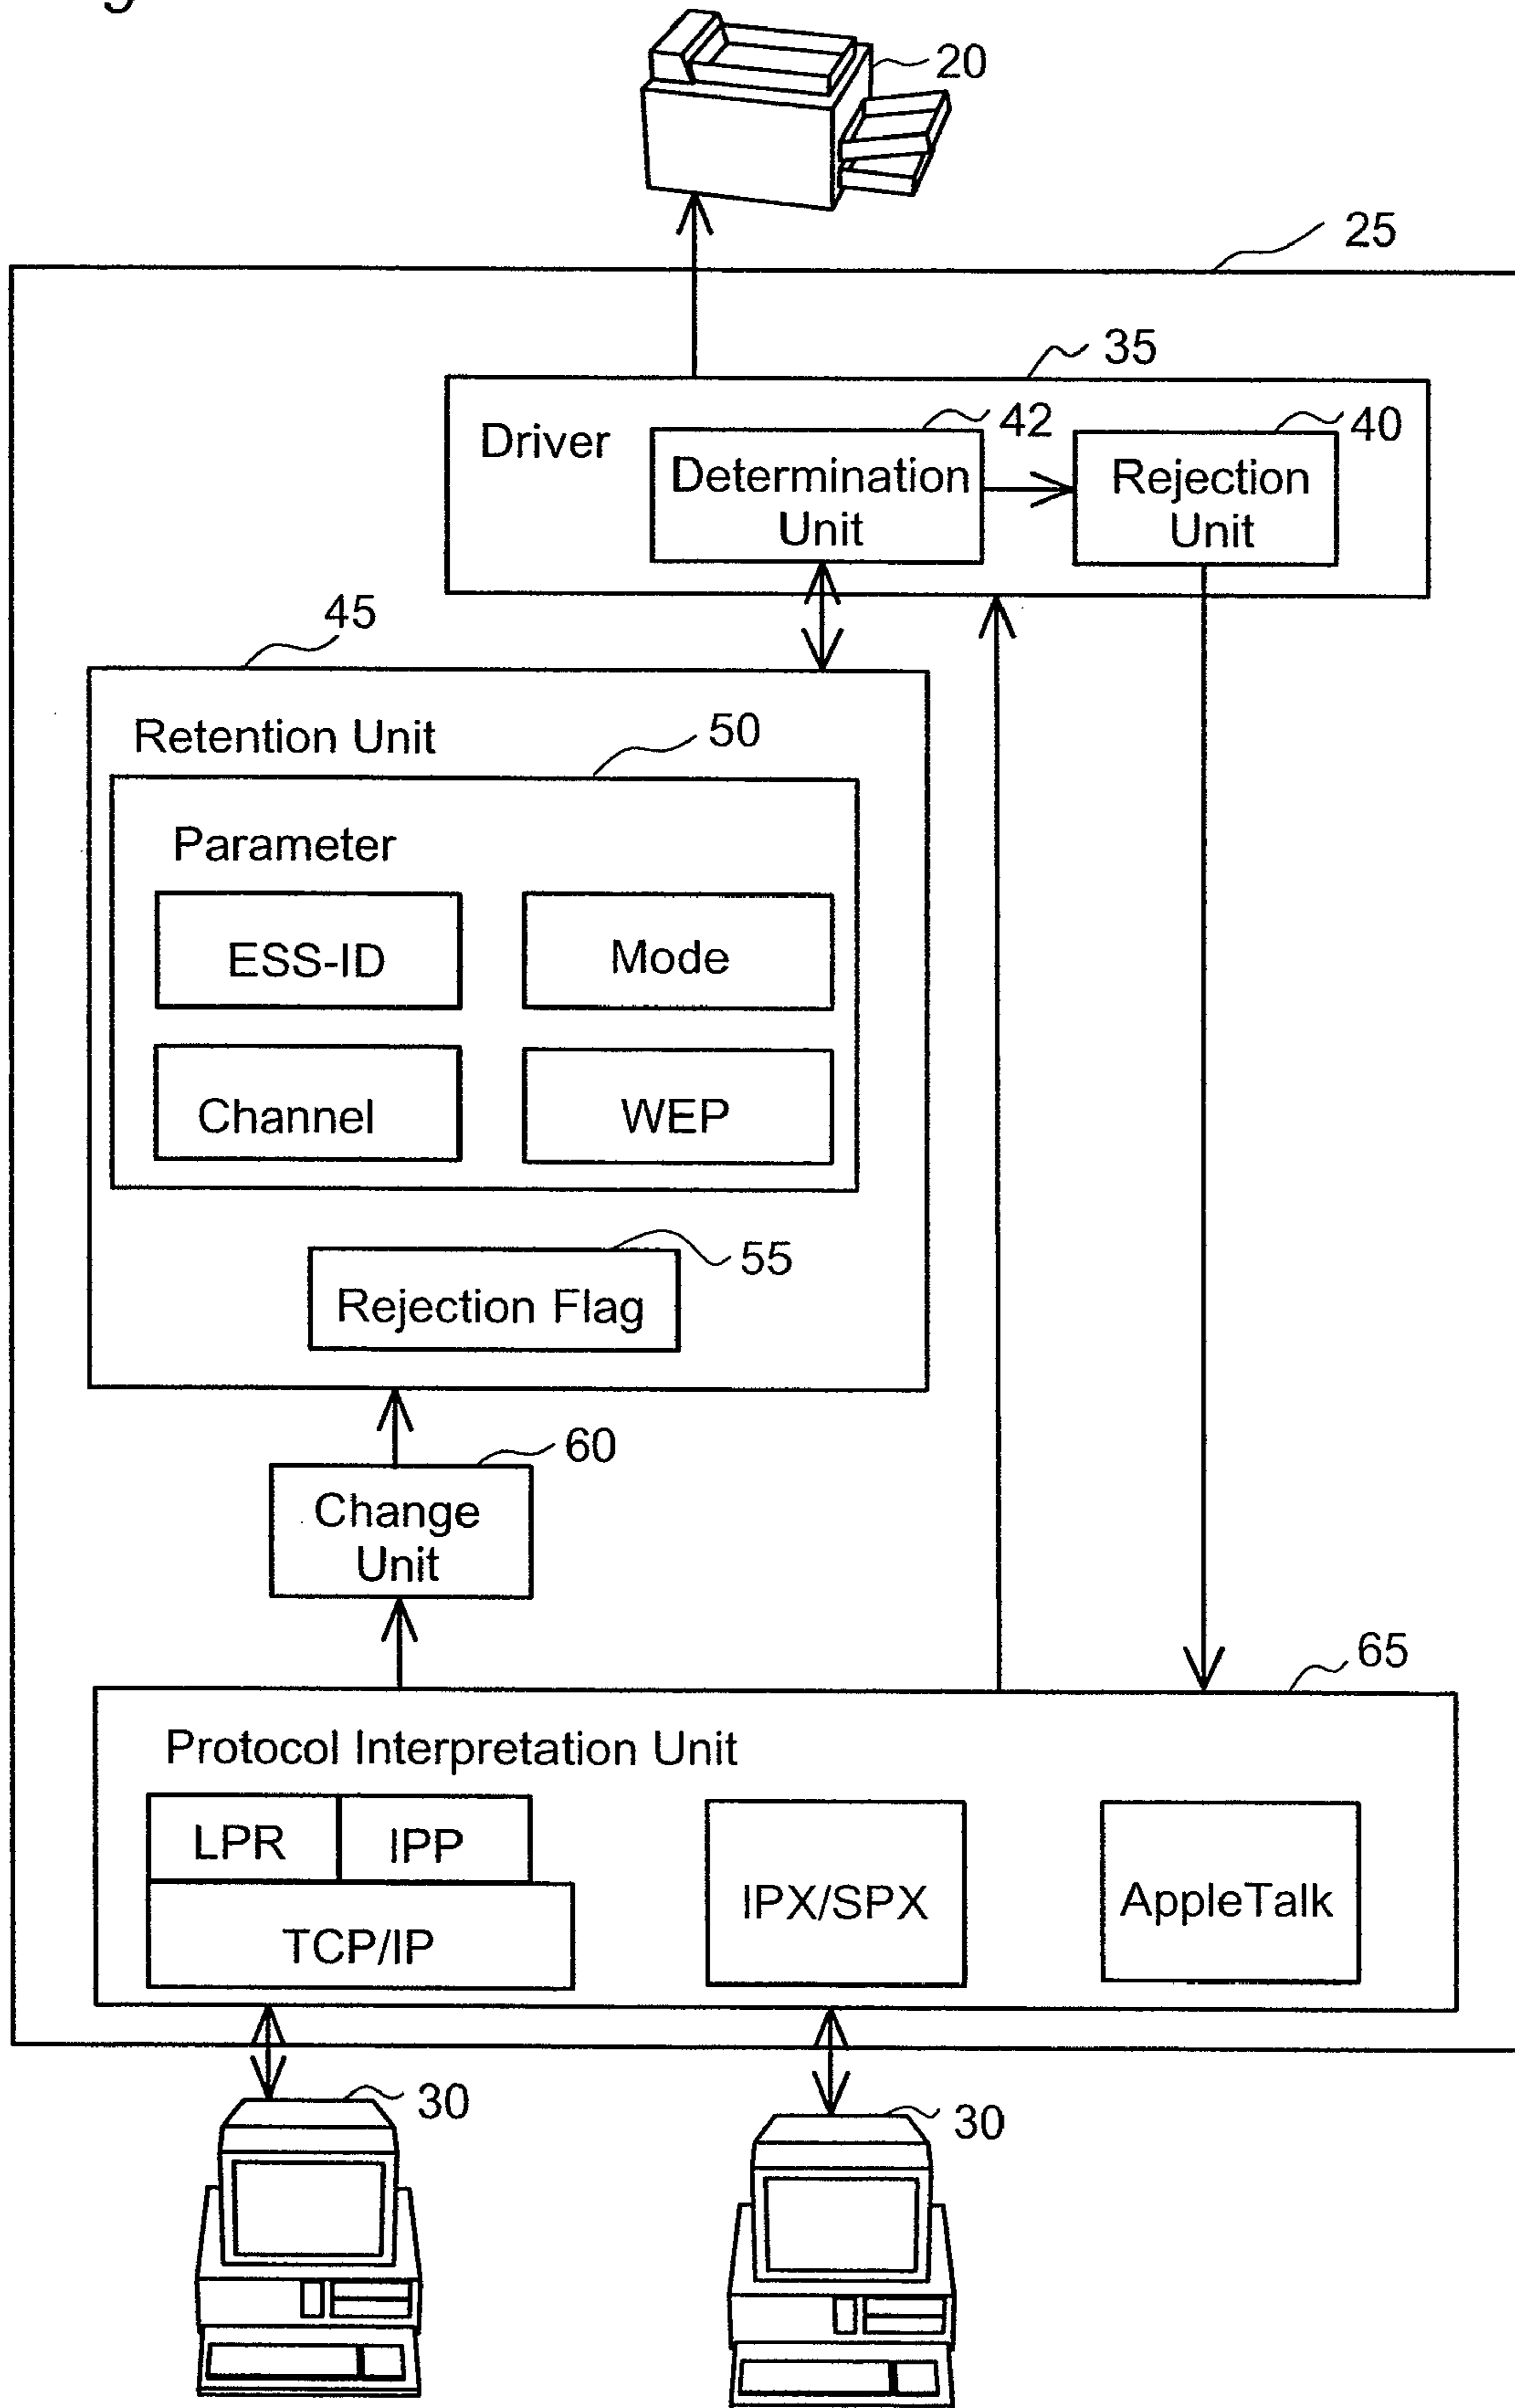 20
25
35
Driver
42
Determination
Unit
40
Rejection
Unit
45
Retention Unit
50
Parameter
ESS-ID
Mode
Channel
WEP
55
Rejection Flag
60
Change
Unit
65
Protocol Interpretation Unit
LPR
IPP
TCP/IP
IPX/SPX
AppleTalk
30
30